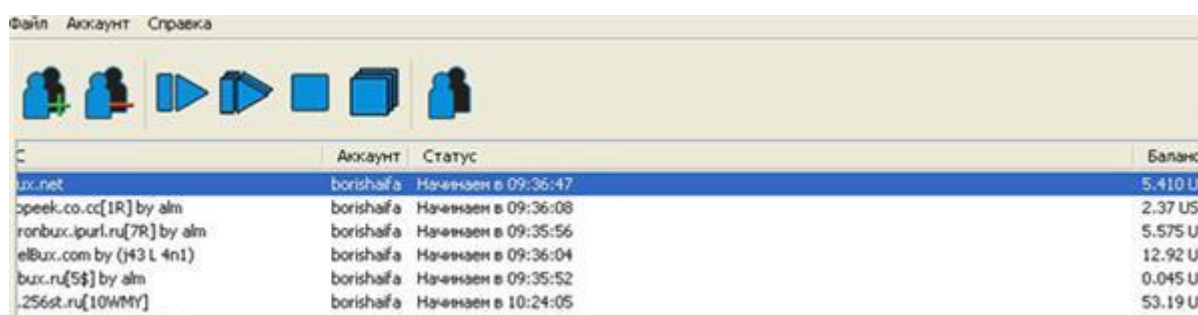 Файл Аккаунт Справка
С Аккаунт Статус Баланс
ux.net borishaifa Начинаем в 09:36:47 5.410 U
opeek.co.cc[1R] by alm borishaifa Начинаем в 09:36:08 2.37 US
ronbux.ipurl.ru[7R] by alm borishaifa Начинаем в 09:35:56 5.575 U
elBux.com by (j43 L 4n1) borishaifa Начинаем в 09:36:04 12.92 U
bux.ru[5$] by alm borishaifa Начинаем в 09:35:52 0.045 U
.256st.ru[10WMY] borishaifa Начинаем в 10:24:05 53.19 U